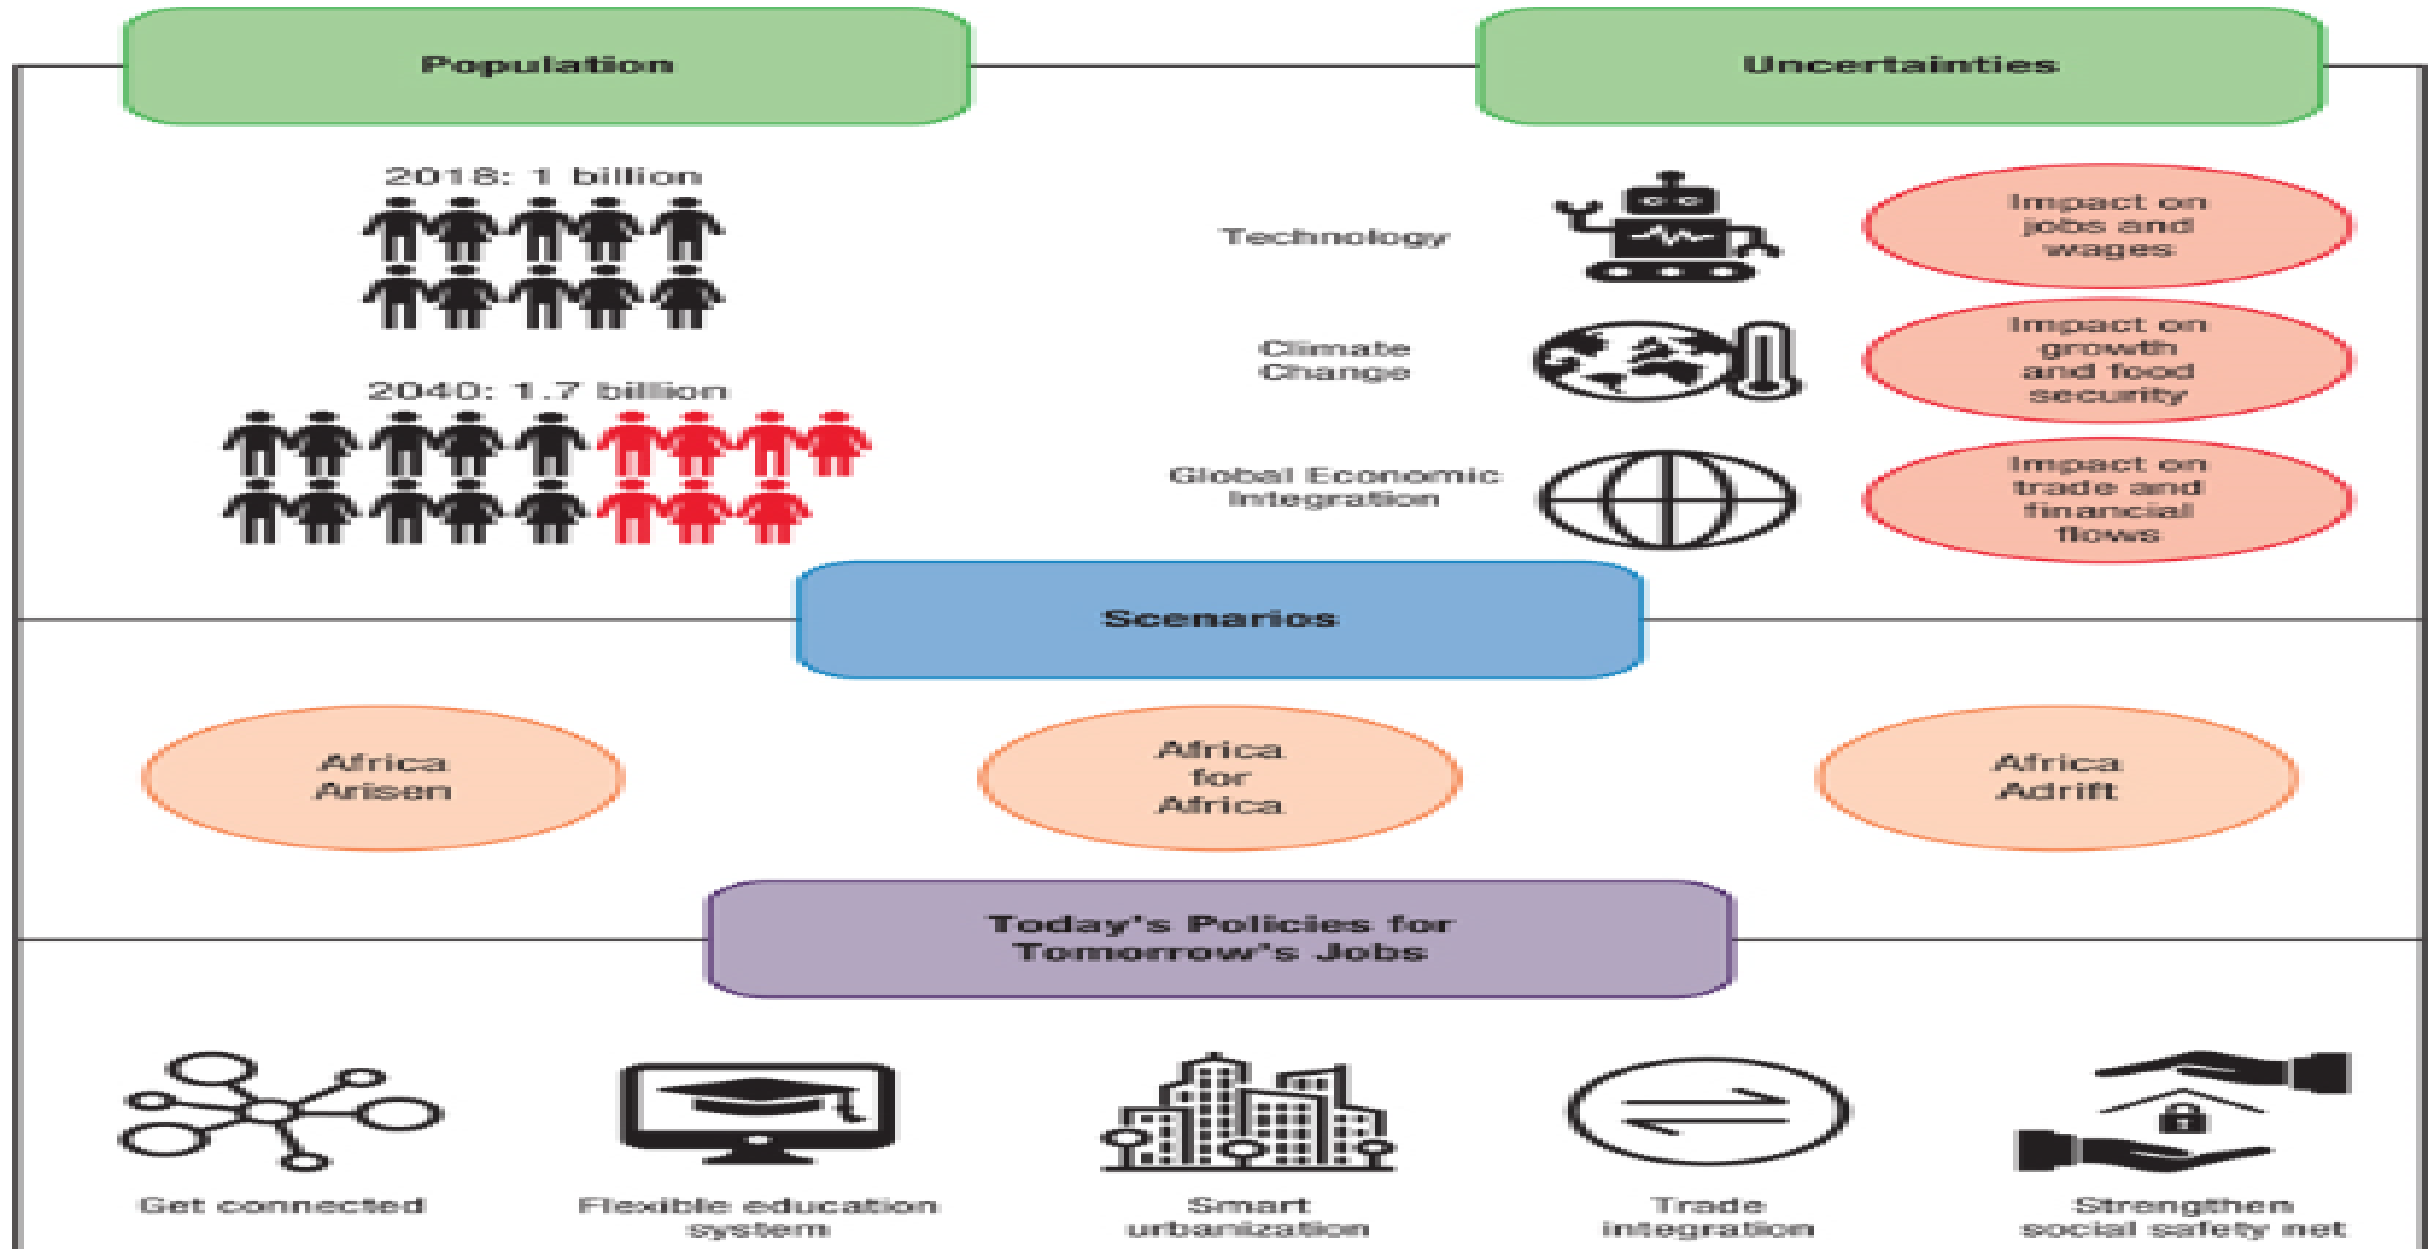 Population
Uncertainties
2018: 1 billion
2040: 1.7 billion
Technology
Impact on
jobs and
wages
Climate
Change
Impact on
growth
and food
security
Global Economic
Integration
Impact on
trade and
financial
flows
Scenarios
Africa
Arisen
Africa
for
Africa
Africa
Adrift
Today's Policies for
Tomorrow's Jobs
Get connected
Flexible education
system
Smart
urbanization
Trade
integration
Strengthen
social safety net